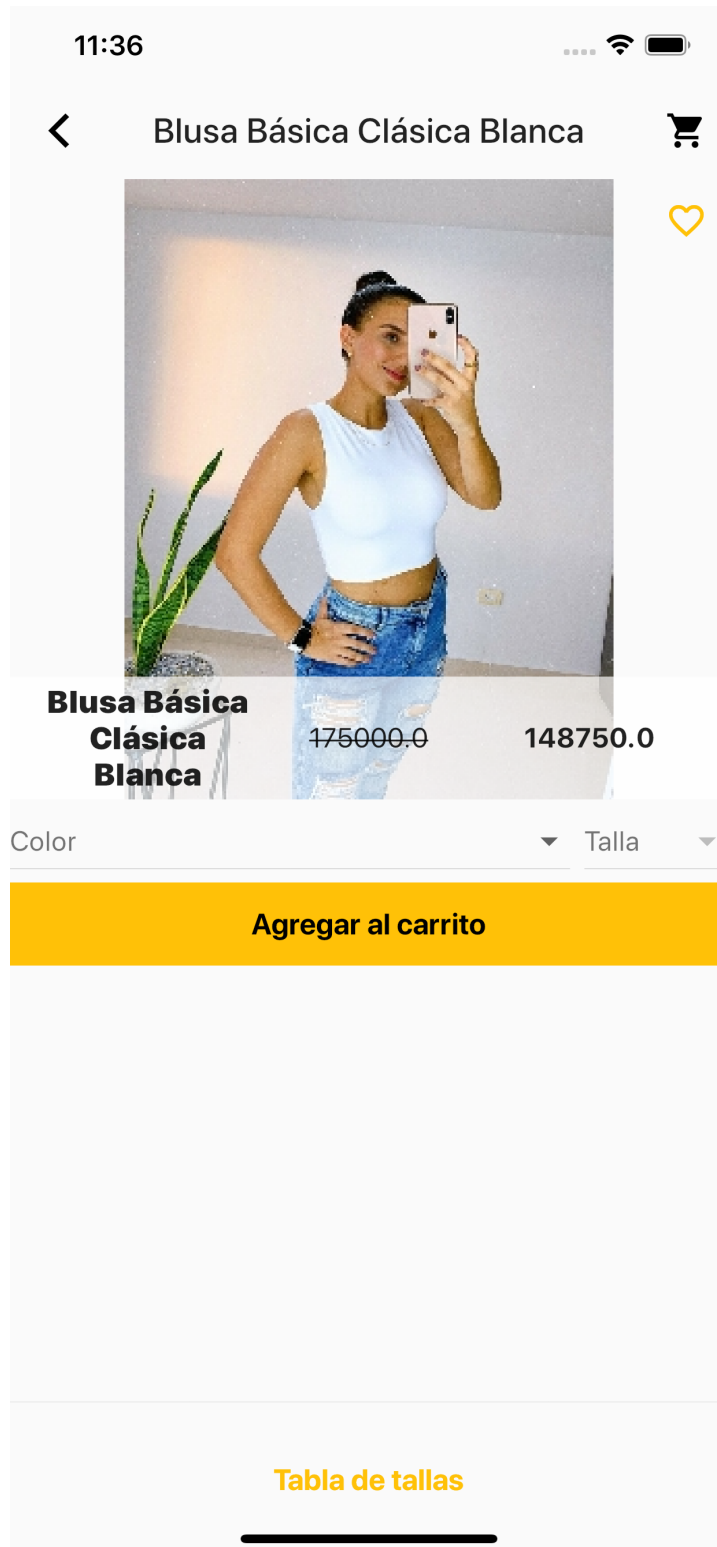 11:36
Blusa Básica Clásica Blanca
Blusa Básica
Clásica
Blanca
175000.0
148750.0
Color
Talla
Agregar al carrito
Tabla de tallas